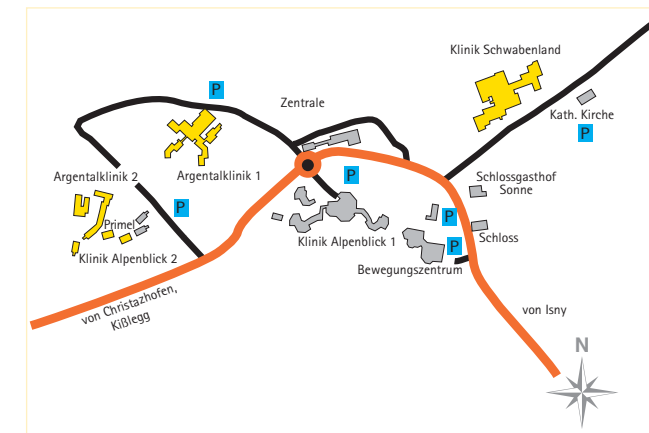 Klinik Schwabenland
P
Zentrale
Kath. Kirche
P
Argentalklinik 2
Argentalklinik 1
P
Schlossgasthof
Sonne
P
Primel
P
Klinik Alpenblick 1
Schloss
Klinik Alpenblick 2
P
Bewegungszentrum
von Christazhofen,
Kißlegg
von Isny
N